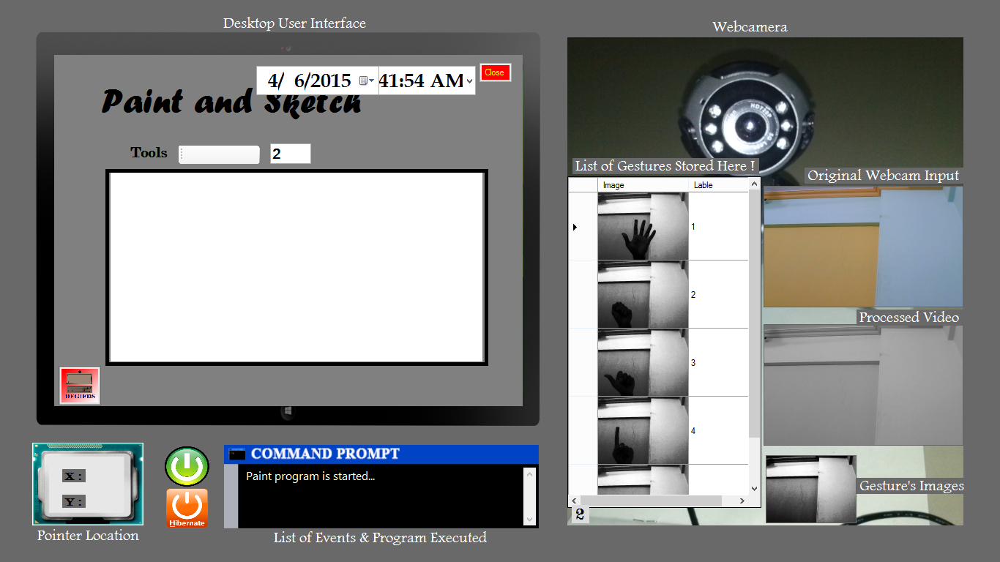 Desktop User Interface
Webcamera
4/ 6/2015
41:54 AM
Close
Paint and Sketch
Tools
2
List of Gestures Stored Here !
Original Webcam Input
Image
Lable
1
2
3
4
Processed Video
Gesture's Images
2
HD720P
DFGIFDS
X :
Y :
Pointer Location
Hibernate
COMMAND PROMPT
Paint program is started...
List of Events & Program Executed